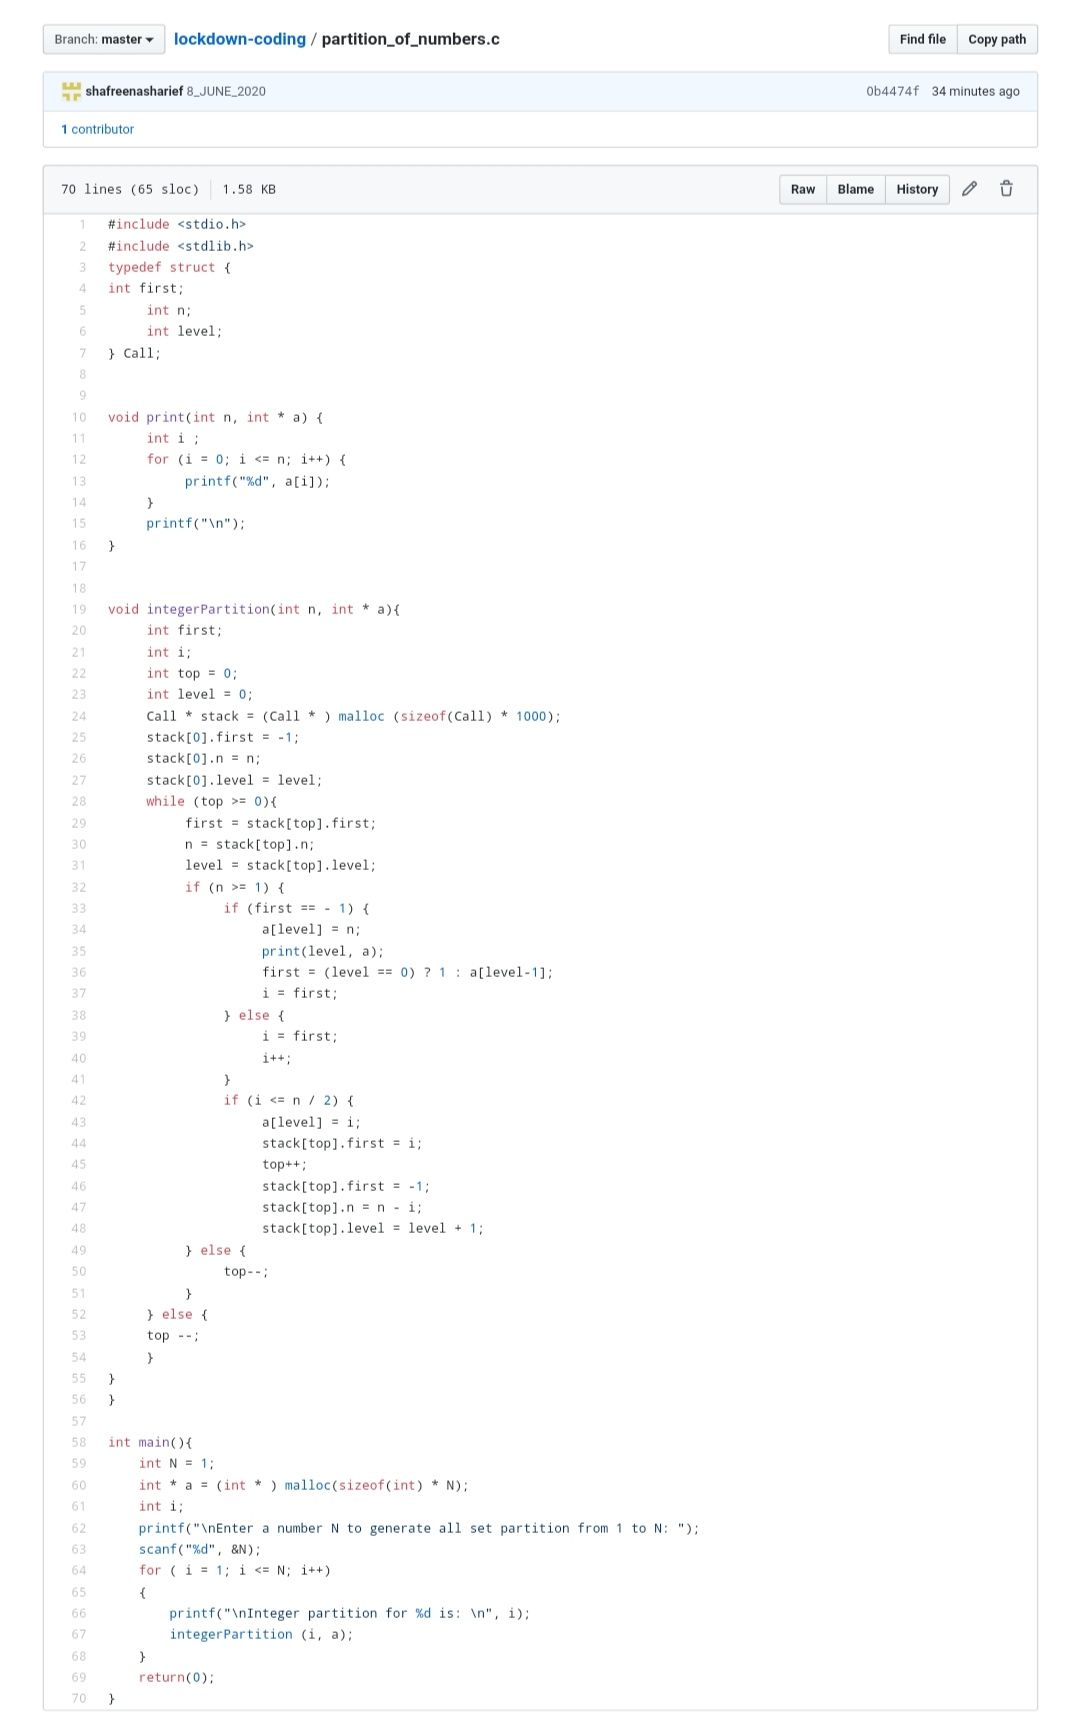 Branch: master
lockdown-coding / partition_of_numbers.c
Find file
Copy path
shafreenasharief 8_JUNE_2020
0b4474f 34 minutes ago
1 contributor
70 lines (65 sloc) | 1.58 KB
Raw
Blame
History
1 #include <stdio.h>
2 #include <stdlib.h>
3 typedef struct {
4 int first;
5      int n;
6      int level;
7 } Call;
8
9
10 void print(int n, int * a) {
11      int i ;
12      for (i = 0; i <= n; i++) {
13           printf("%d", a[i]);
14      }
15      printf("\n");
16 }
17
18
19 void integerPartition(int n, int * a){
20      int first;
21      int i;
22      int top = 0;
23      int level = 0;
24      Call * stack = (Call * ) malloc (sizeof(Call) * 1000);
25      stack[0].first = -1;
26      stack[0].n = n;
27      stack[0].level = level;
28      while (top >= 0){
29           first = stack[top].first;
30           n = stack[top].n;
31           level = stack[top].level;
32           if (n >= 1) {
33                if (first == - 1) {
34                     a[level] = n;
35                     print(level, a);
36                     first = (level == 0) ? 1 : a[level-1];
37                     i = first;
38                } else {
39                     i = first;
40                     i++;
41                }
42                if (i <= n / 2) {
43                     a[level] = i;
44                     stack[top].first = i;
45                     top++;
46                     stack[top].first = -1;
47                     stack[top].n = n - i;
48                     stack[top].level = level + 1;
49           } else {
50                top--;
51           }
52      } else {
53      top --;
54      }
55 }
56 }
57
58 int main(){
59     int N = 1;
60     int * a = (int * ) malloc(sizeof(int) * N);
61     int i;
62     printf("\nEnter a number N to generate all set partition from 1 to N: ");
63     scanf("%d", &N);
64     for ( i = 1; i <= N; i++)
65     {
66         printf("\nInteger partition for %d is: \n", i);
67         integerPartition (i, a);
68     }
69     return(0);
70 }